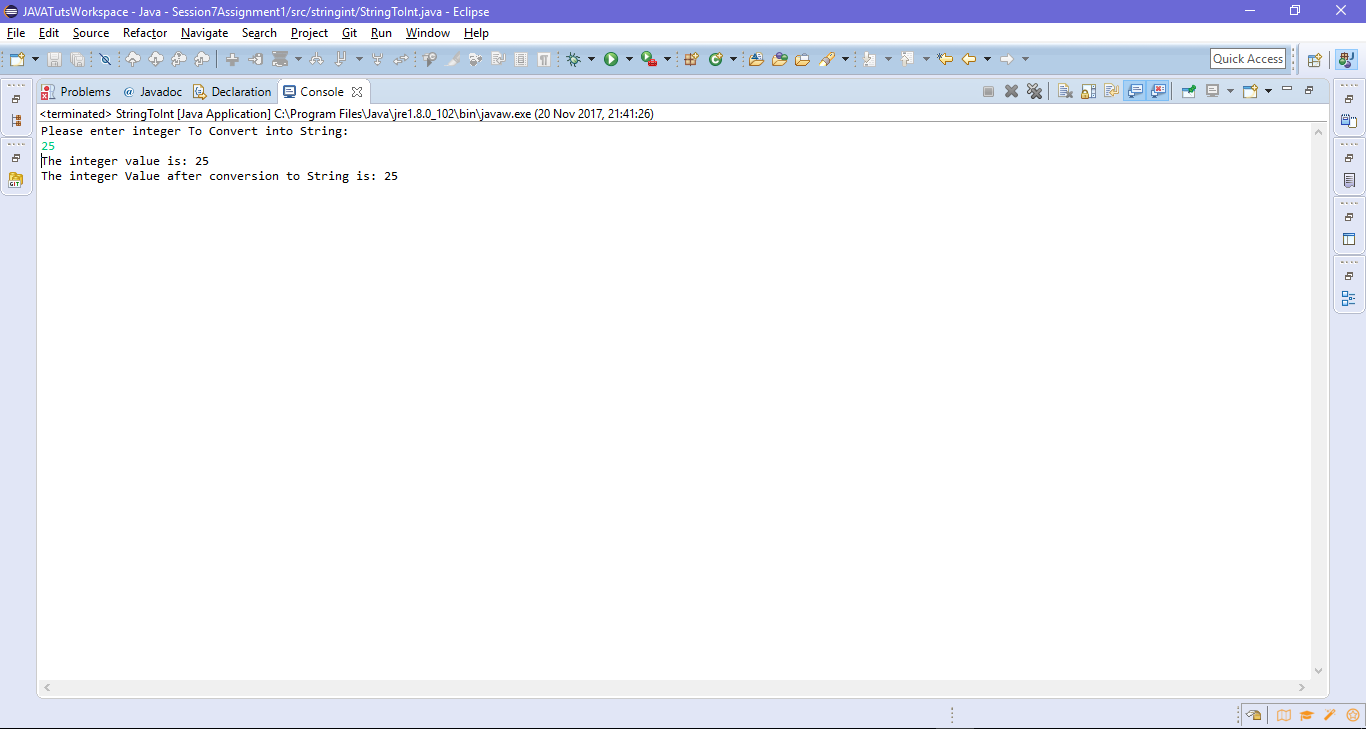 JAVATutsWorkspace - Java - Session7Assignment1/src/stringint/StringToInt.java - Eclipse
File Edit Source Refactor Navigate Search Project Git Run Window Help
Quick Access
Problems @ Javadoc Declaration Console
<terminated> StringToInt [Java Application] C:\Program Files\Java\jre1.8.0_102\bin\javaw.exe (20 Nov 2017, 21:41:26)
Please enter integer To Convert into String:
25
The integer value is: 25
The integer Value after conversion to String is: 25
GIT